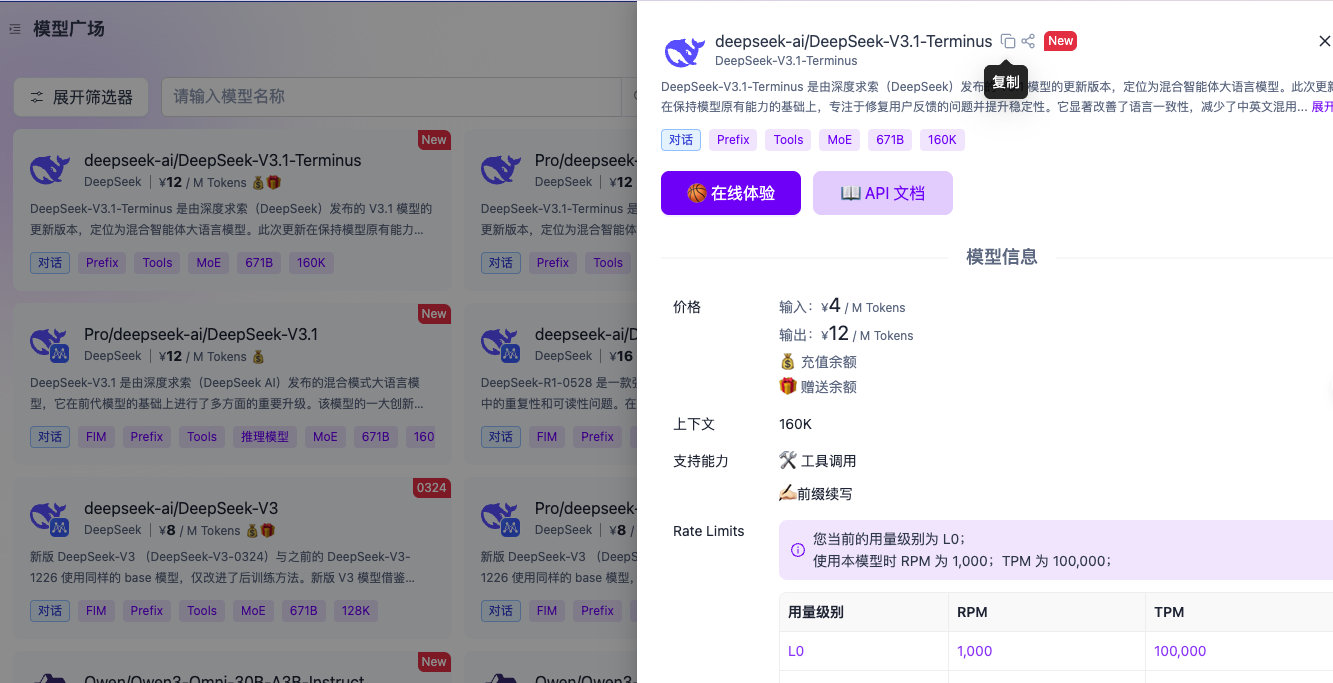 模型广场
展开筛选器
请输入模型名称
New
deepseek-ai/DeepSeek-V3.1-Terminus
DeepSeek | ¥12 / M Tokens 💰🎁
DeepSeek-V3.1-Terminus 是由深度求索（DeepSeek）发布的 V3.1 模型的
更新版本，定位为混合智能体大语言模型。此次更新在保持模型原有能力...
对话 Prefix Tools MoE 671B 160K
Pro/deepseek-
DeepSeek | ¥12
DeepSeek-V3.1-Terminus 是
更新版本，定位为混合智能体
对话 Prefix Tools
New
Pro/deepseek-ai/DeepSeek-V3.1
DeepSeek | ¥12 / M Tokens 💰
DeepSeek-V3.1 是由深度求索（DeepSeek AI）发布的混合模式大语言模
型，它在前代模型的基础上进行了多方面的重要升级。该模型的一大创新...
对话 FIM Prefix Tools 推理模型 MoE 671B 160
deepseek-ai/D
DeepSeek | ¥16
DeepSeek-R1-0528 是一款
中的重复性和可读性问题。在
对话 FIM Prefix
0324
deepseek-ai/DeepSeek-V3
DeepSeek | ¥8 / M Tokens 💰🎁
新版 DeepSeek-V3 （DeepSeek-V3-0324）与之前的 DeepSeek-V3-
1226 使用同样的 base 模型，仅改进了后训练方法。新版 V3 模型借鉴...
对话 FIM Prefix Tools MoE 671B 128K
Pro/deepseek-
DeepSeek | ¥8 /
新版 DeepSeek-V3 （DeepS
1226 使用同样的 base 模型，
对话 FIM Prefix
New
Qwen/Qwen3-Omni-30B-A3B-Instruct
Qwen/Qwen3-
deepseek-ai/DeepSeek-V3.1-Terminus New
DeepSeek-V3.1-Terminus
复制
DeepSeek-V3.1-Terminus 是由深度求索（DeepSeek）发布的 模型的更新版本，定位为混合智能体大语言模型。此次更
在保持模型原有能力的基础上，专注于修复用户反馈的问题并提升稳定性。它显著改善了语言一致性，减少了中英文混用... 展开
对话 Prefix Tools MoE 671B 160K
🏀 在线体验 📖 API 文档
模型信息
价格 输入：¥4 / M Tokens
输出：¥12 / M Tokens
💰 充值余额
🎁 赠送余额
上下文 160K
支持能力 🛠 工具调用
✍前缀续写
Rate Limits 您当前的用量级别为 L0；
使用本模型时 RPM 为 1,000；TPM 为 100,000；
用量级别 RPM TPM
L0 1,000 100,000